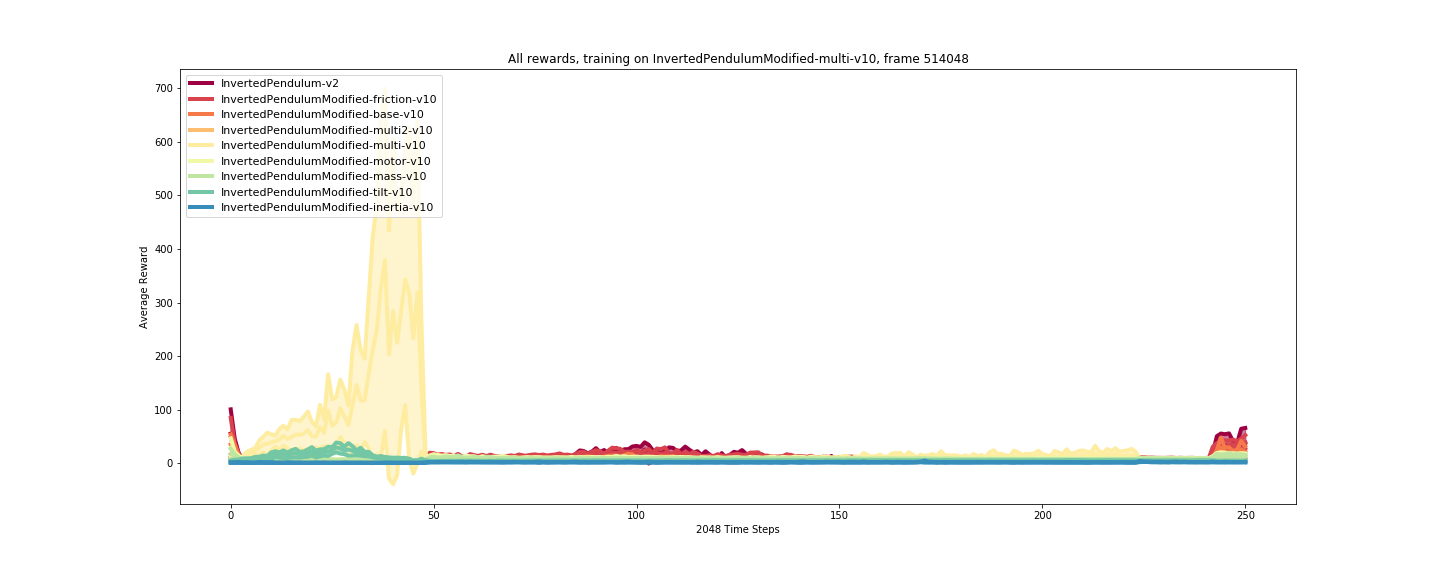 All rewards, training on InvertedPendulumModified-multi-v10, frame 514048
InvertedPendulum-v2
InvertedPendulumModified-friction-v10
InvertedPendulumModified-base-v10
InvertedPendulumModified-multi2-v10
InvertedPendulumModified-multi-v10
InvertedPendulumModified-motor-v10
InvertedPendulumModified-mass-v10
InvertedPendulumModified-tilt-v10
InvertedPendulumModified-inertia-v10
700
600
500
400
300
200
100
0
Average Reward
0 50 100 150 200 250
2048 Time Steps